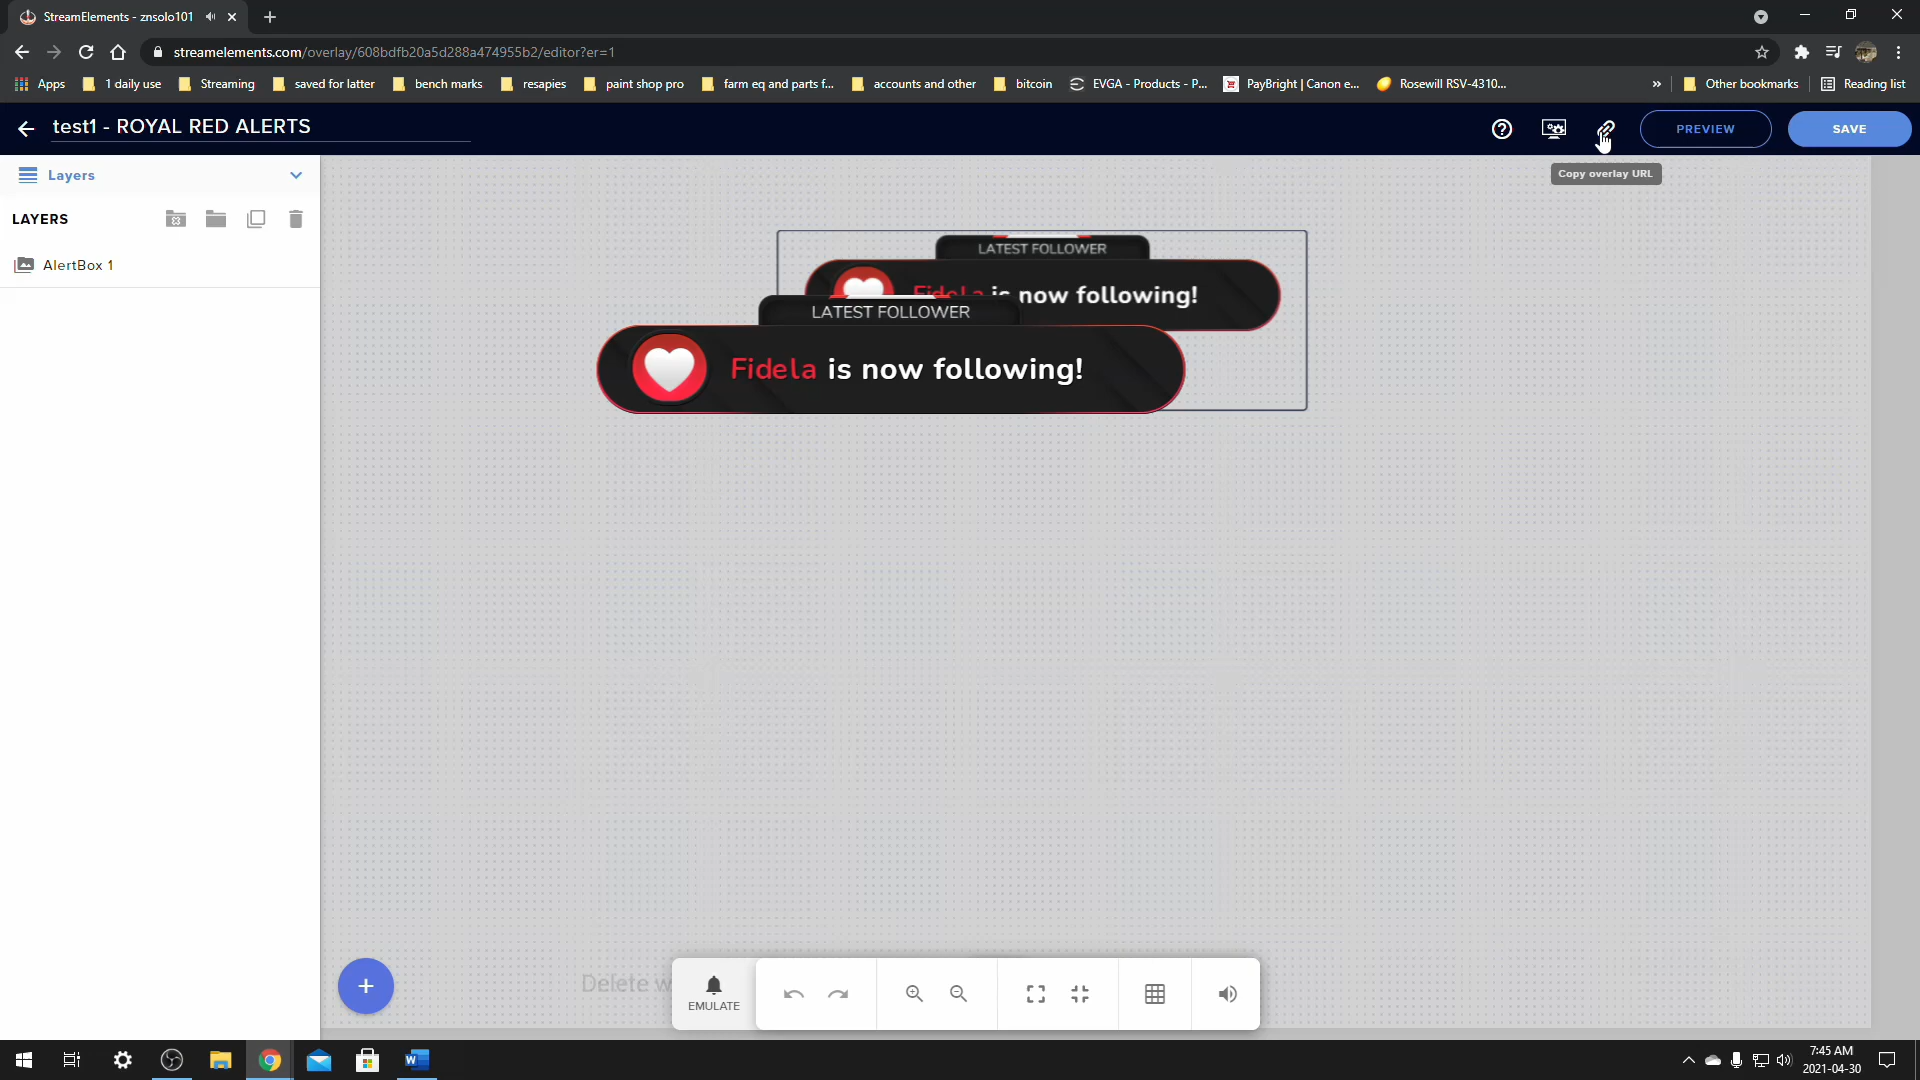 StreamElements - znsolo101
streamelements.com/overlay/608bdfb20a5d288a474955b2/editor?er=1
Apps 1 daily use Streaming saved for latter bench marks resapies paint shop pro farm eq and parts f... accounts and other bitcoin EVGA - Products - P... PayBright | Canon e... Rosewill RSV-4310... » Other bookmarks Reading list
test1 - ROYAL RED ALERTS
PREVIEW
SAVE
Copy overlay URL
Layers
LAYERS
AlertBox 1
LATEST FOLLOWER
Fidela is now following!
LATEST FOLLOWER
Fidela is now following!
Delete w
EMULATE
7:45 AM
2021-04-30